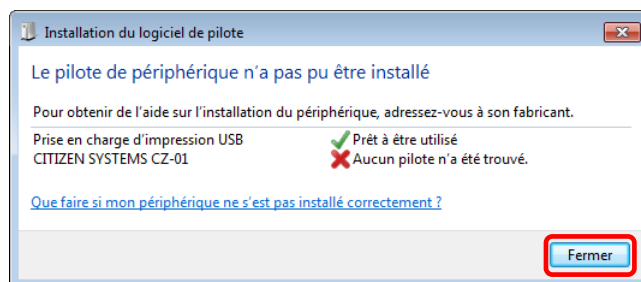 Installation du logiciel de pilote
Le pilote de périphérique n'a pas pu être installé
Pour obtenir de l'aide sur l'installation du périphérique, adressez-vous à son fabricant.
Prise en charge d'impression USB Prêt à être utilisé
CITIZEN SYSTEMS CZ-01 Aucun pilote n'a été trouvé.
Que faire si mon périphérique ne s'est pas installé correctement ?
Fermer